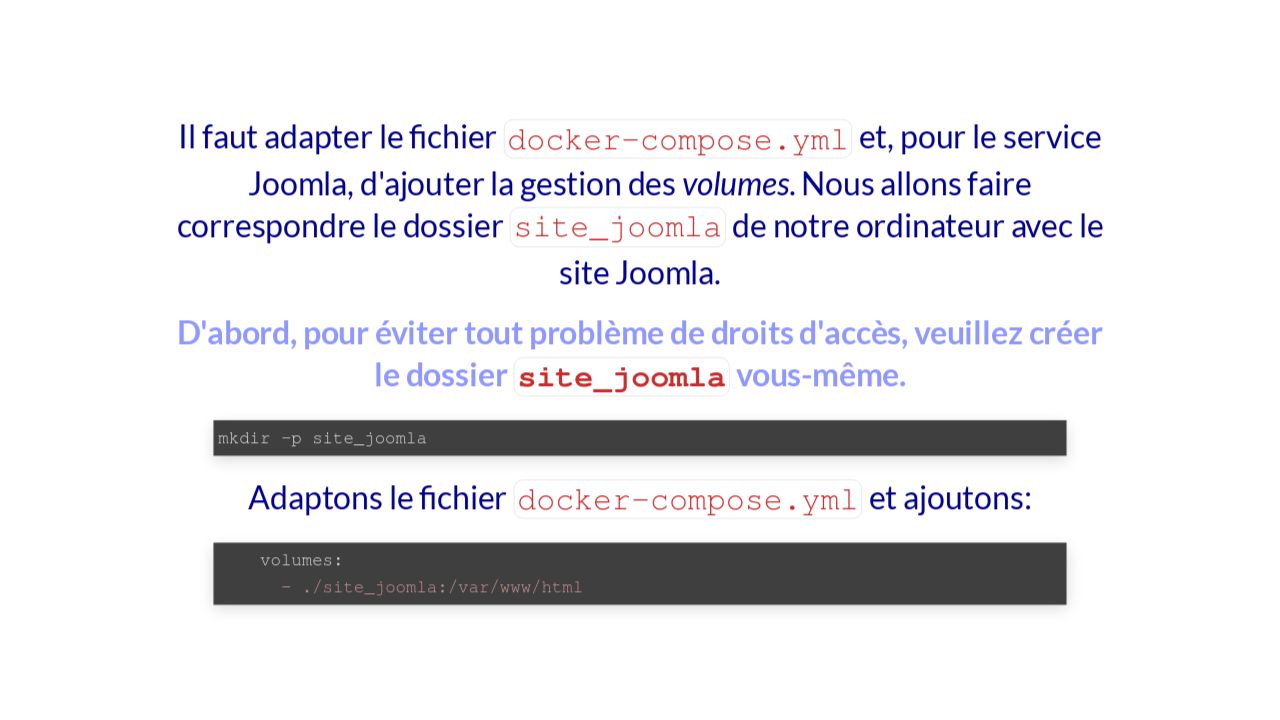 Il faut adapter le fichier docker-compose.yml et, pour le service
Joomla, d'ajouter la gestion des volumes. Nous allons faire
correspondre le dossier site_joomla de notre ordinateur avec le
site Joomla.
D'abord, pour éviter tout problème de droits d'accès, veuillez créer
le dossier site_joomla vous-même.
mkdir -p site_joomla
Adaptons le fichier docker-compose.yml et ajoutons:
volumes:
- ./site_joomla:/var/www/html